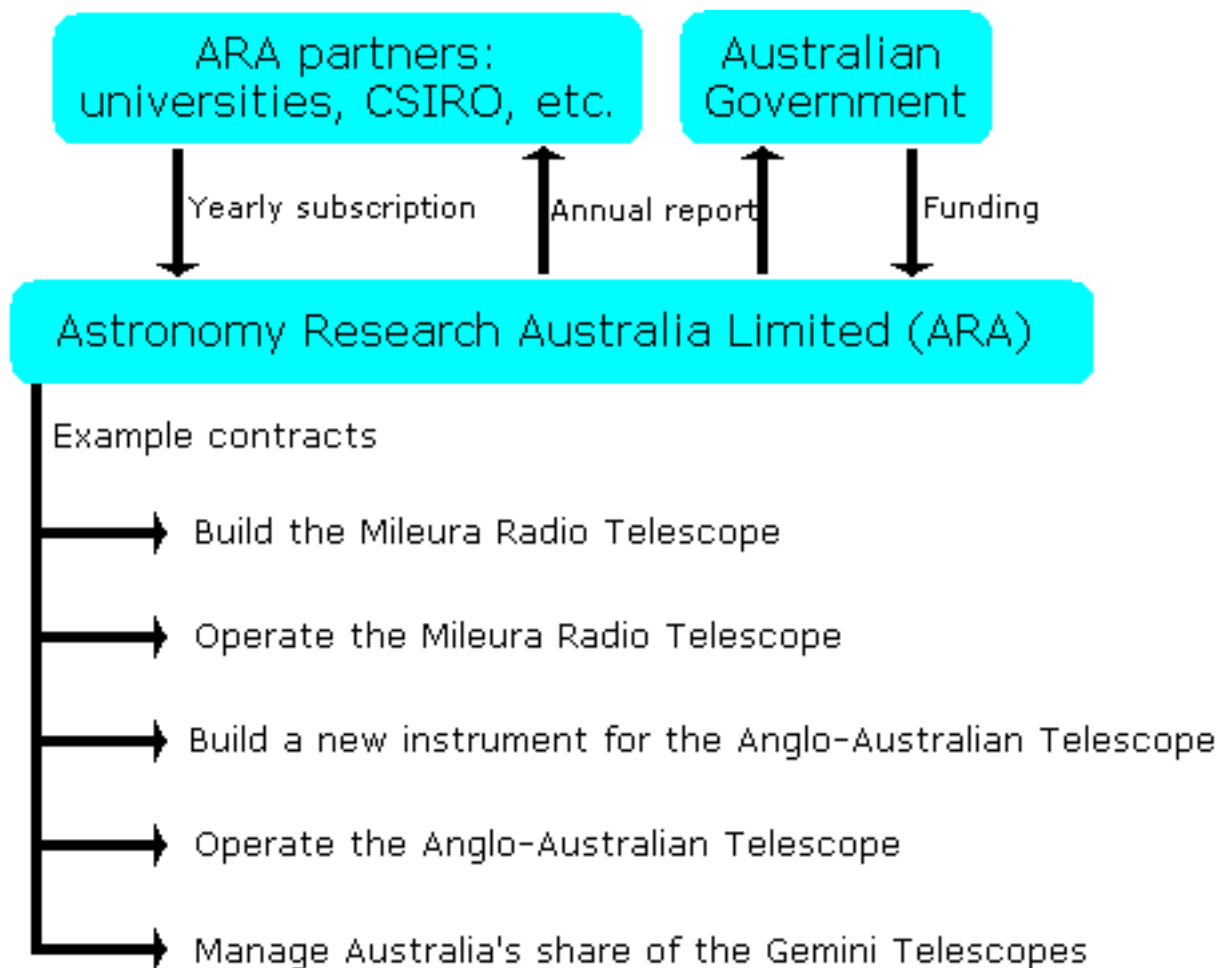 ARA partners:
universities, CSIRO, etc.
Australian
Government
Yearly subscription
Annual report
Funding
Astronomy Research Australia Limited (ARA)
Example contracts
Build the Mileura Radio Telescope
Operate the Mileura Radio Telescope
Build a new instrument for the Anglo-Australian Telescope
Operate the Anglo-Australian Telescope
Manage Australia's share of the Gemini Telescopes